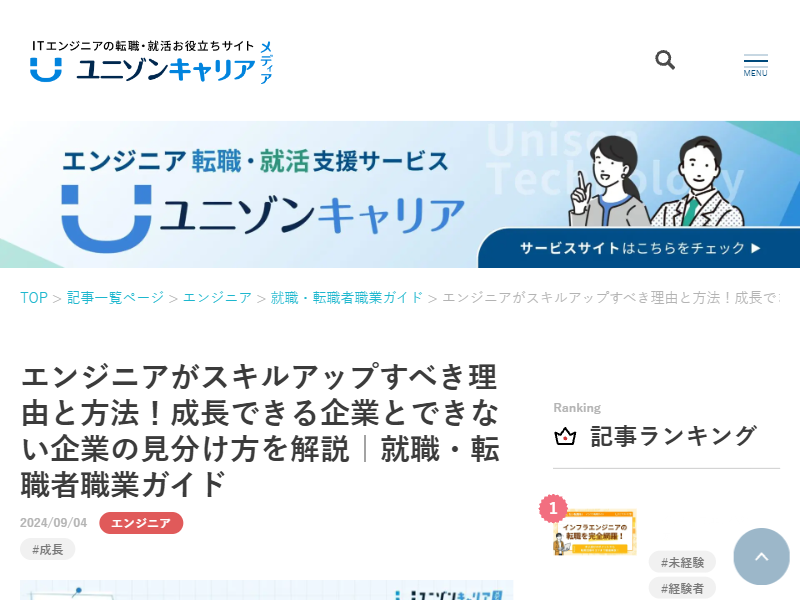 ITエンジニアの転職・就活お役立ちサイト
ユニゾンキャリア
メディア
MENU
Unison
Technology
エンジニア転職・就活支援サービス
ユニゾンキャリア
サービスサイトはこちらをチェック ▶
TOP > 記事一覧ページ > エンジニア > 就職・転職者職業ガイド > エンジニアがスキルアップすべき理由と方法！成長でき
エンジニアがスキルアップすべき理
由と方法！成長できる企業とできな
い企業の見分け方を解説｜就職・転
職者職業ガイド
2024/09/04 エンジニア
#成長
Ranking
記事ランキング
1
インフラエンジニアの
転職を完全網羅！
#未経験
#経験者
ユニゾンキャリア